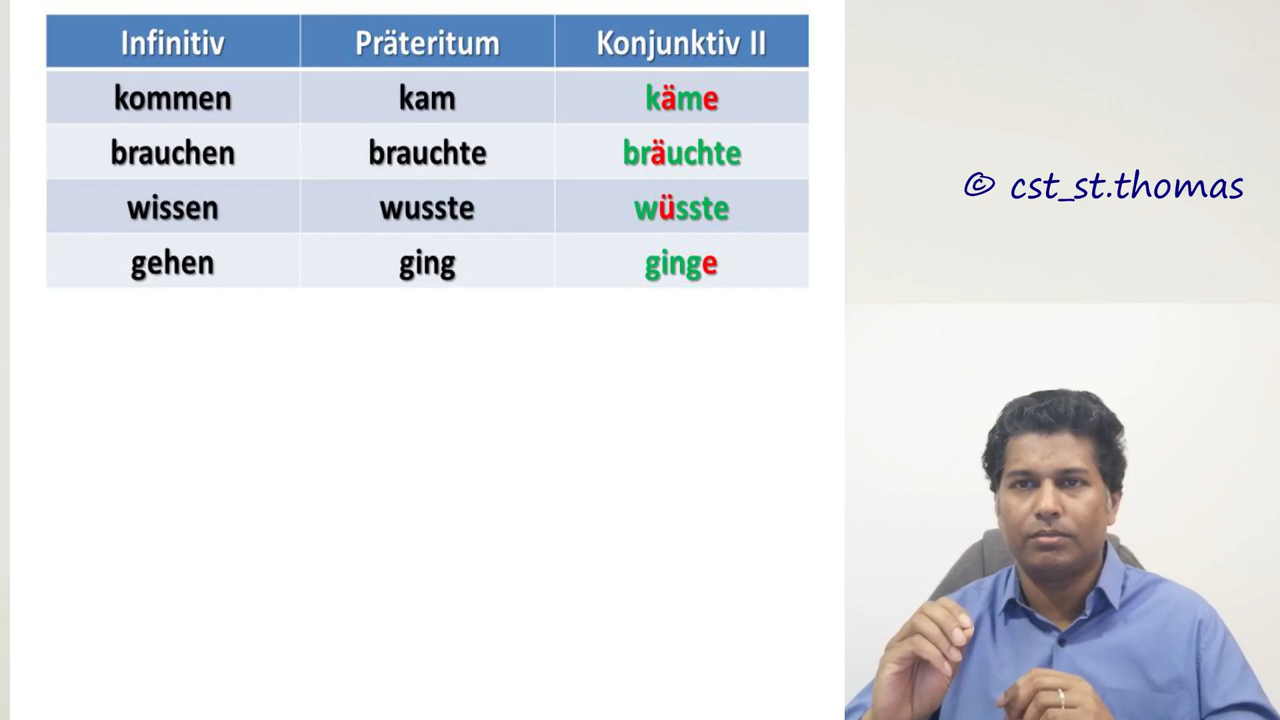 Infinitiv Präteritum Konjunktiv II
kommen kam käme
brauchen brauchte bräuchte
wissen wusste wüsste
gehen ging ginge
© cst_st.thomas